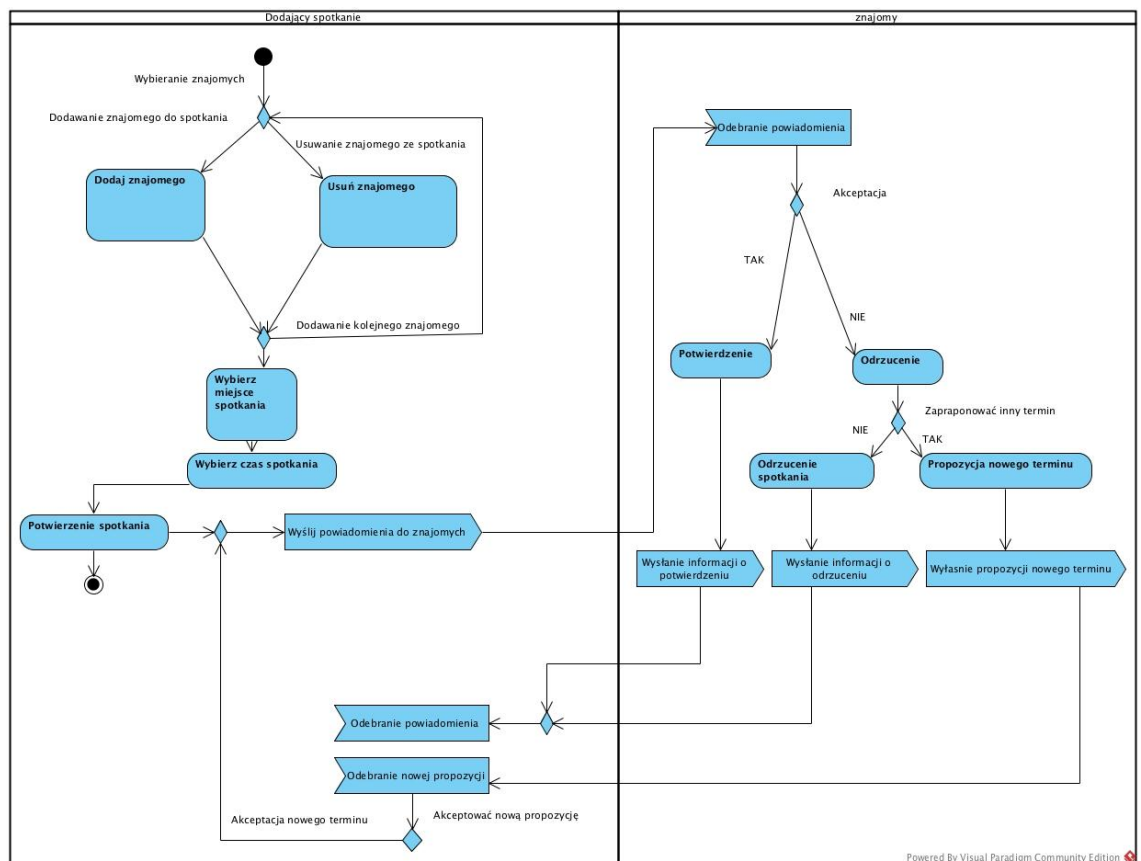 Dodający spotkanie
znajomy
Wybieranie znajomych
Dodawanie znajomego do spotkania
Usuwanie znajomego ze spotkania
Dodaj znajomego
Usuń znajomego
Dodawanie kolejnego znajomego
Wybierz
miejsce
spotkania
Wybierz czas spotkania
Potwierzenie spotkania
Wyślij powiadomienia do znajomych
Odebranie powiadomienia
Akceptacja
TAK
NIE
Potwierdzenie
Odrzucenie
Zapraponować inny termin
NIE
TAK
Odrzucenie
spotkania
Propozycja nowego terminu
Wysłanie informacji o
potwierdzeniu
Wysłanie informacji o
odrzuceniu
Wyłasnie propozycji nowego terminu
Odebranie powiadomienia
Odebranie nowej propozycji
Akceptacja nowego terminu
Akceptować nową propozycję
Powered By Visual Paradigm Community Edition